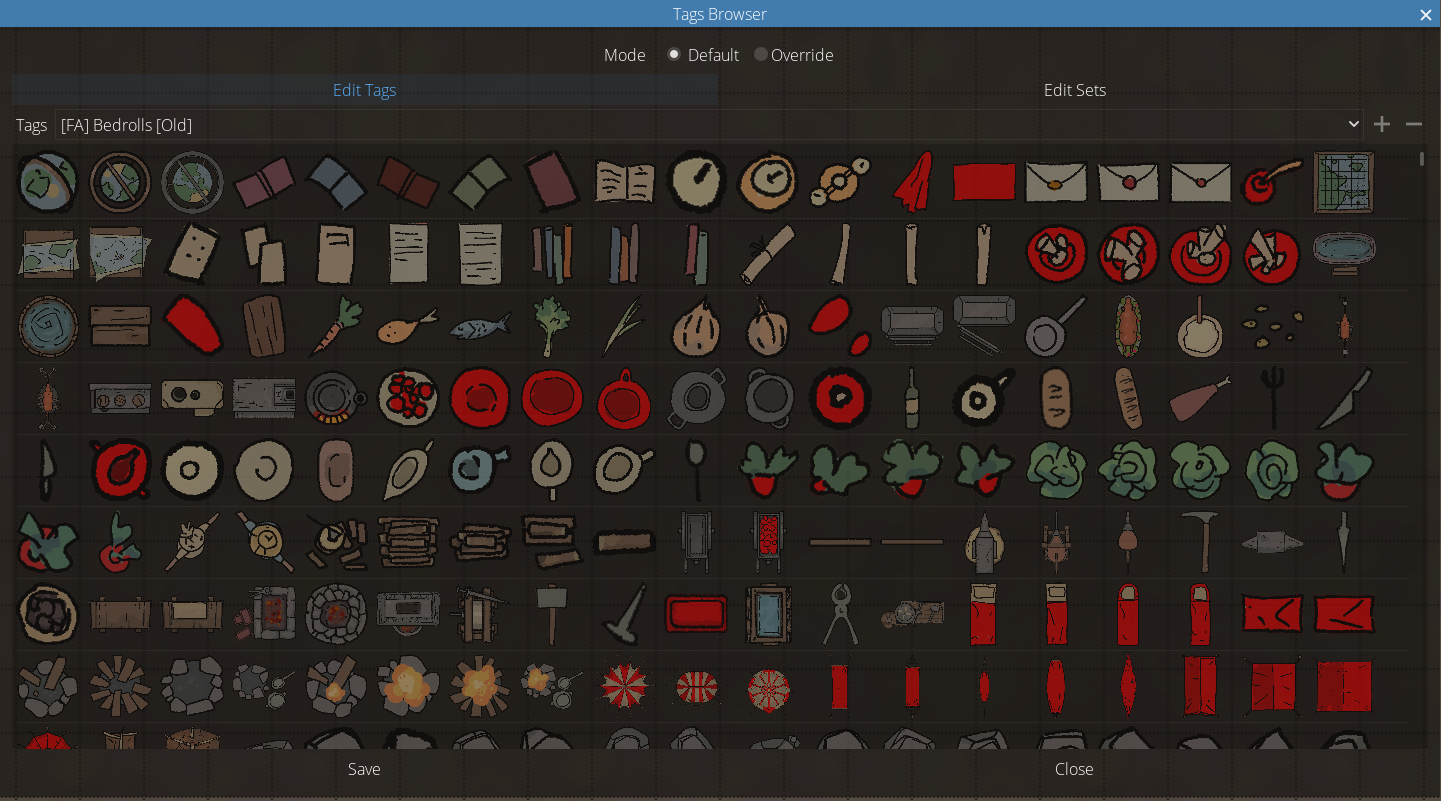 Tags Browser
Mode Default Override
Edit Tags Edit Sets
Tags [FA] Bedrolls [Old]
Save Close